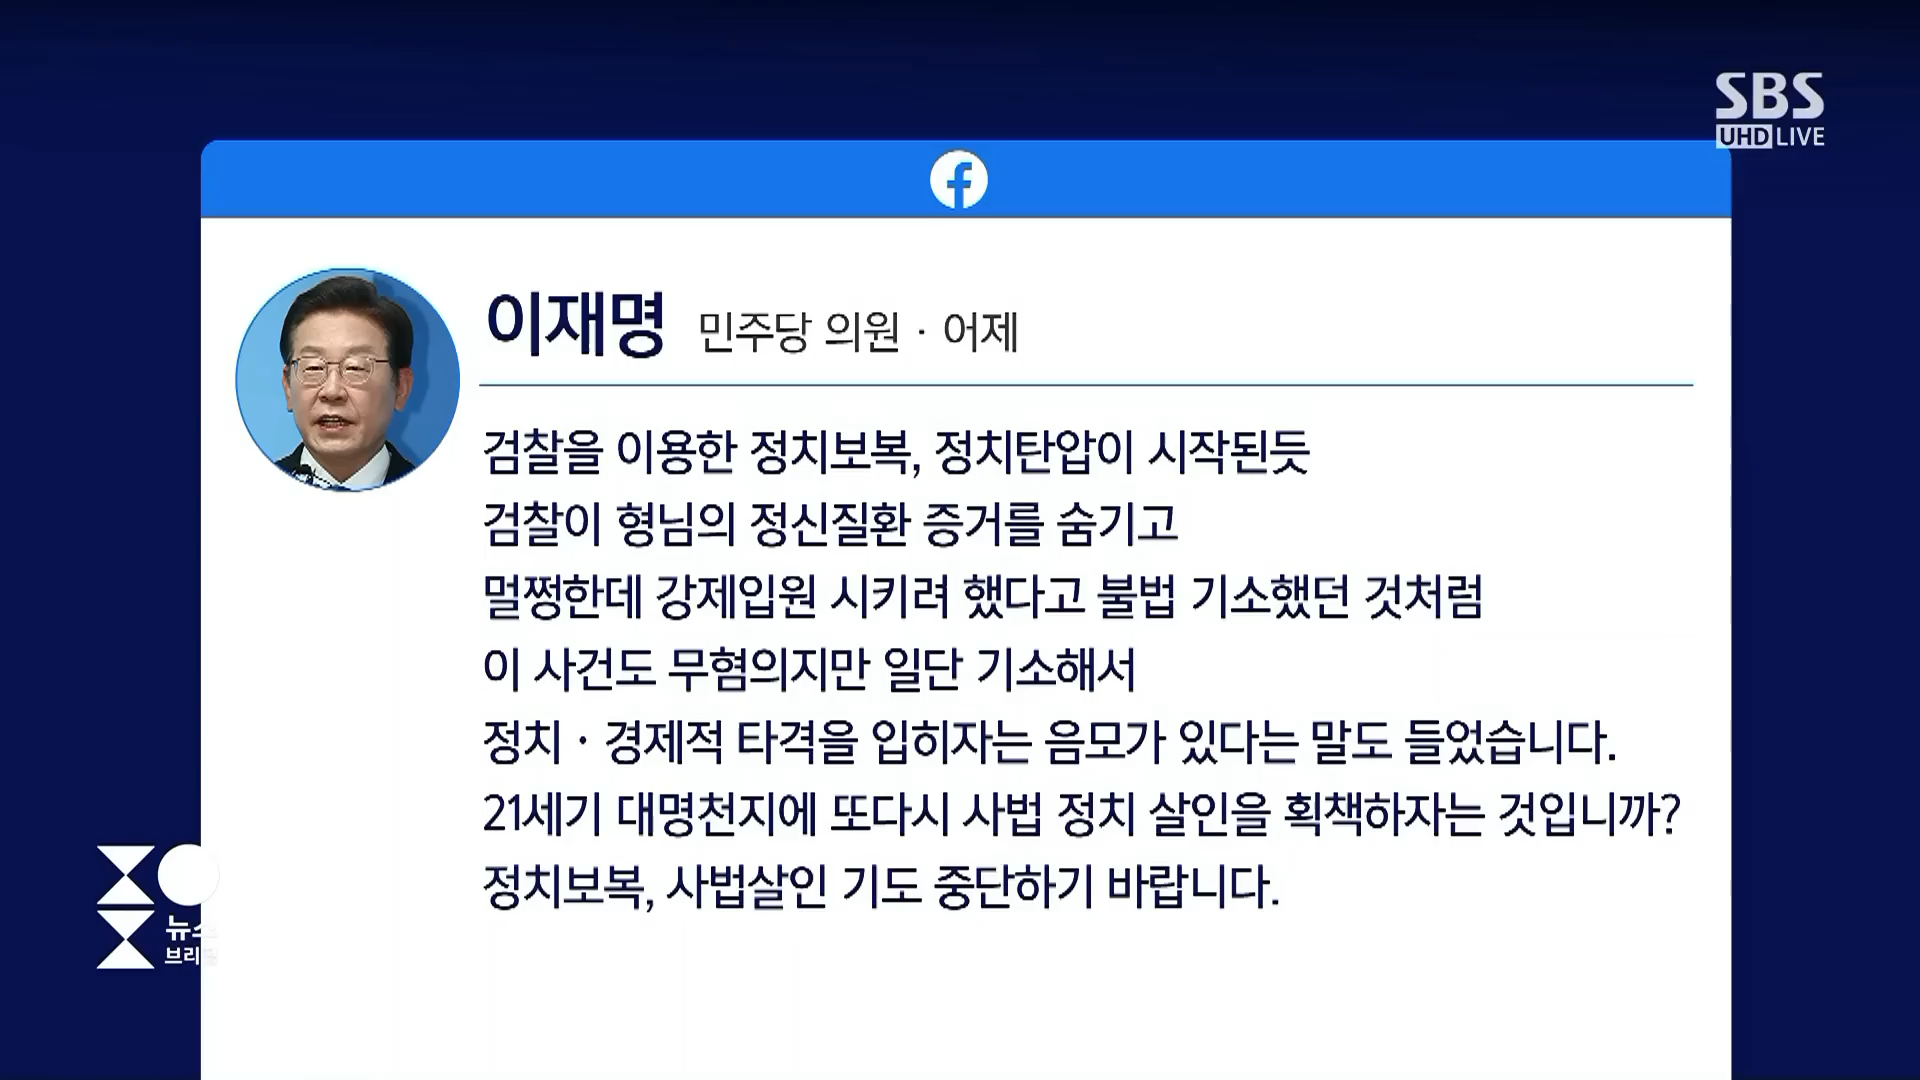 SBS
UHD LIVE
이재명 민주당 의원 · 어제
검찰을 이용한 정치보복, 정치탄압이 시작된듯
검찰이 형님의 정신질환 증거를 숨기고
멀쩡한데 강제입원 시키려 했다고 불법 기소했던 것처럼
이 사건도 무혐의지만 일단 기소해서
정치 · 경제적 타격을 입히자는 음모가 있다는 말도 들었습니다.
21세기 대명천지에 또다시 사법 정치 살인을 획책하자는 것입니까?
정치보복, 사법살인 기도 중단하기 바랍니다.